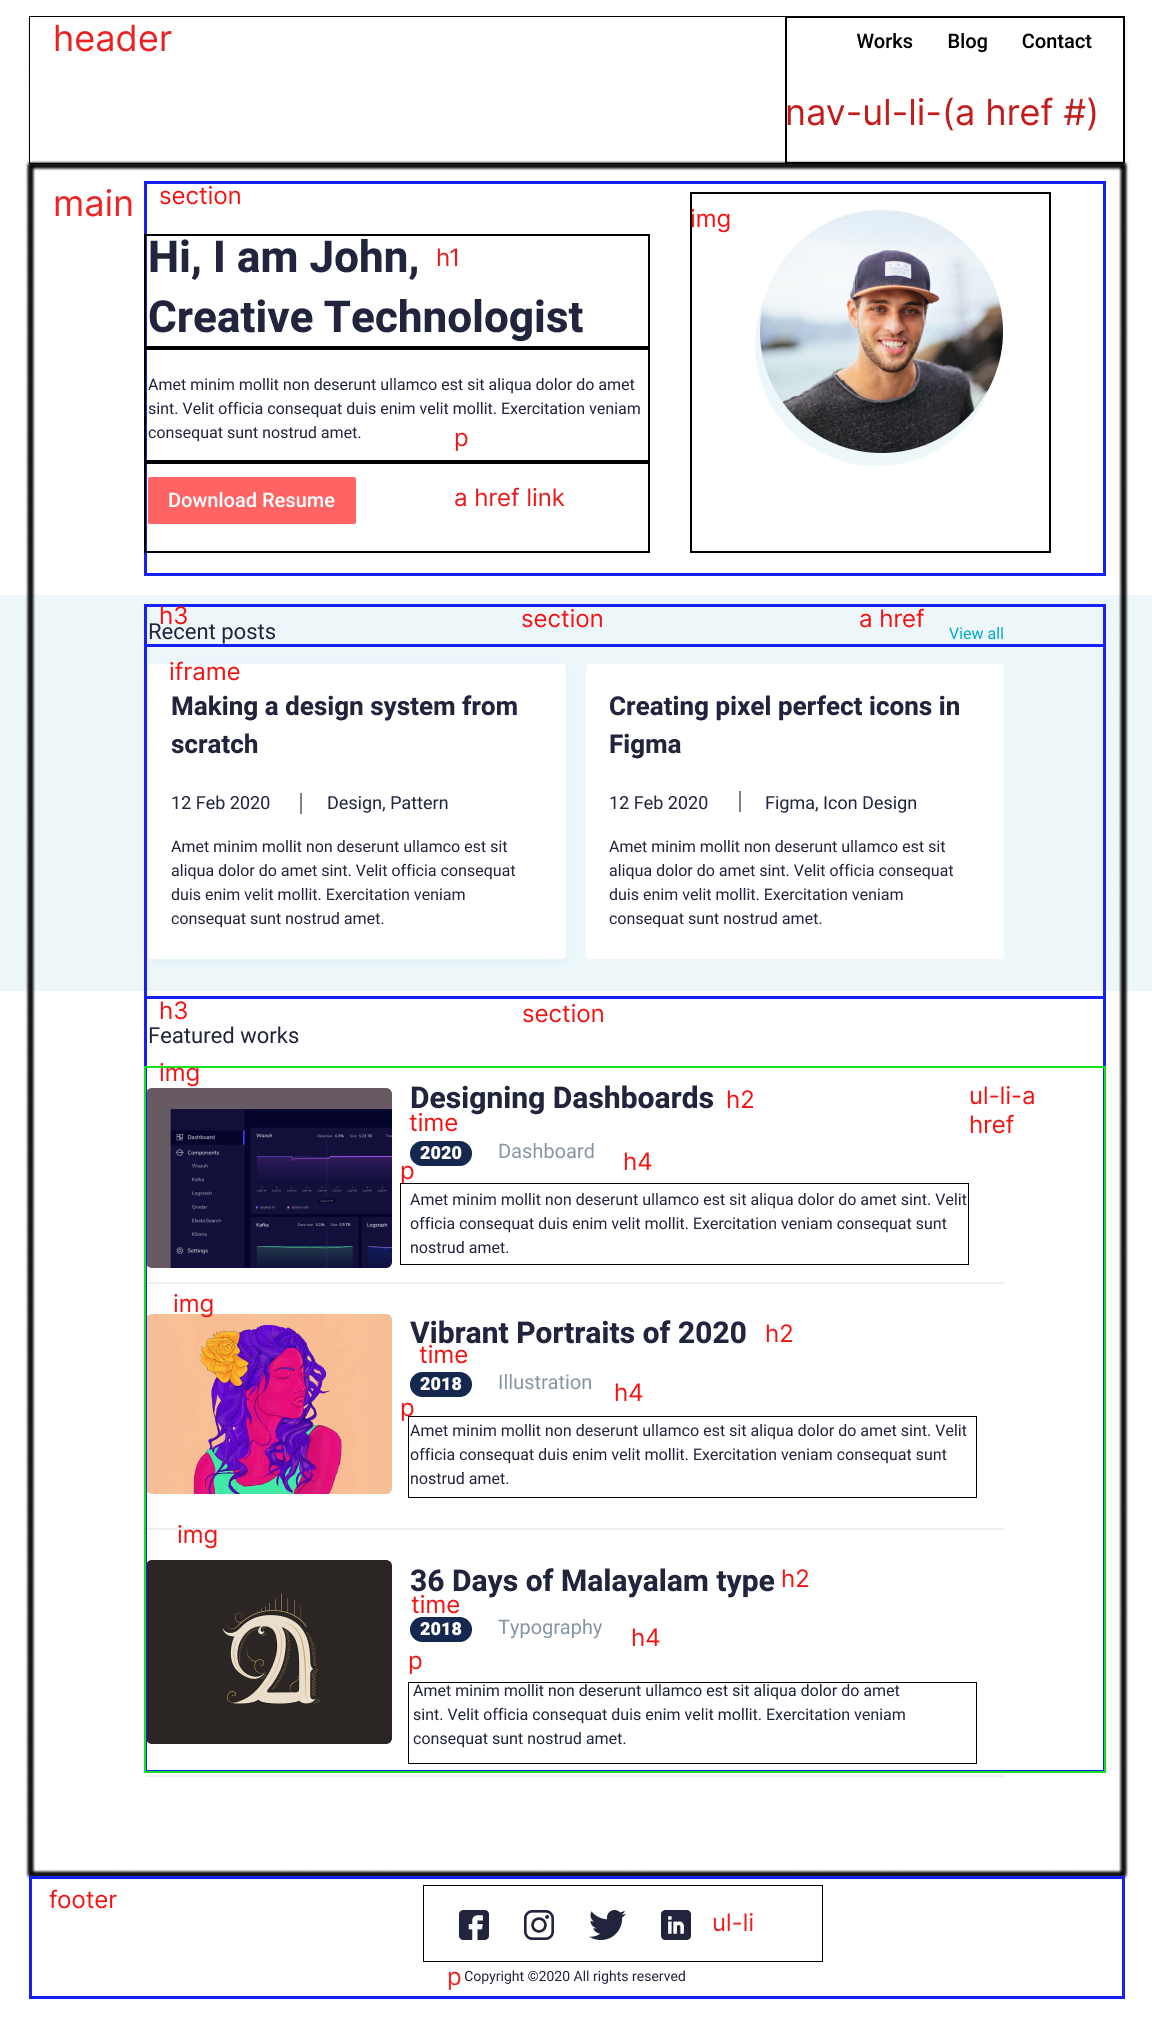 header
Works Blog Contact
nav-ul-li-(a href #)
main
section
img
Hi, I am John, h1
Creative Technologist
Amet minim mollit non deserunt ullamco est sit aliqua dolor do amet
sint. Velit officia consequat duis enim velit mollit. Exercitation veniam
consequat sunt nostrud amet.
p
Download Resume
a href link
h3
section
a href
Recent posts
View all
iframe
Making a design system from
scratch
12 Feb 2020 | Design, Pattern
Amet minim mollit non deserunt ullamco est sit
aliqua dolor do amet sint. Velit officia consequat
duis enim velit mollit. Exercitation veniam
consequat sunt nostrud amet.
Creating pixel perfect icons in
Figma
12 Feb 2020 | Figma, Icon Design
Amet minim mollit non deserunt ullamco est sit
aliqua dolor do amet sint. Velit officia consequat
duis enim velit mollit. Exercitation veniam
consequat sunt nostrud amet.
h3
section
Featured works
img
Dashboard
Components
Wazuh
Kafka
Logstash
Qradar
Settings
Wazuh
Kafka
Logstash
Designing Dashboards h2
ul-li-a
href
time
2020 Dashboard h4
p
Amet minim mollit non deserunt ullamco est sit aliqua dolor do amet sint. Velit
officia consequat duis enim velit mollit. Exercitation veniam consequat sunt
nostrud amet.
img
Vibrant Portraits of 2020 h2
time
2018 Illustration h4
p
Amet minim mollit non deserunt ullamco est sit aliqua dolor do amet sint. Velit
officia consequat duis enim velit mollit. Exercitation veniam consequat sunt
nostrud amet.
img
36 Days of Malayalam type h2
time
2018 Typography h4
p
Amet minim mollit non deserunt ullamco est sit aliqua dolor do amet
sint. Velit officia consequat duis enim velit mollit. Exercitation veniam
consequat sunt nostrud amet.
footer
ul-li
p Copyright ©2020 All rights reserved